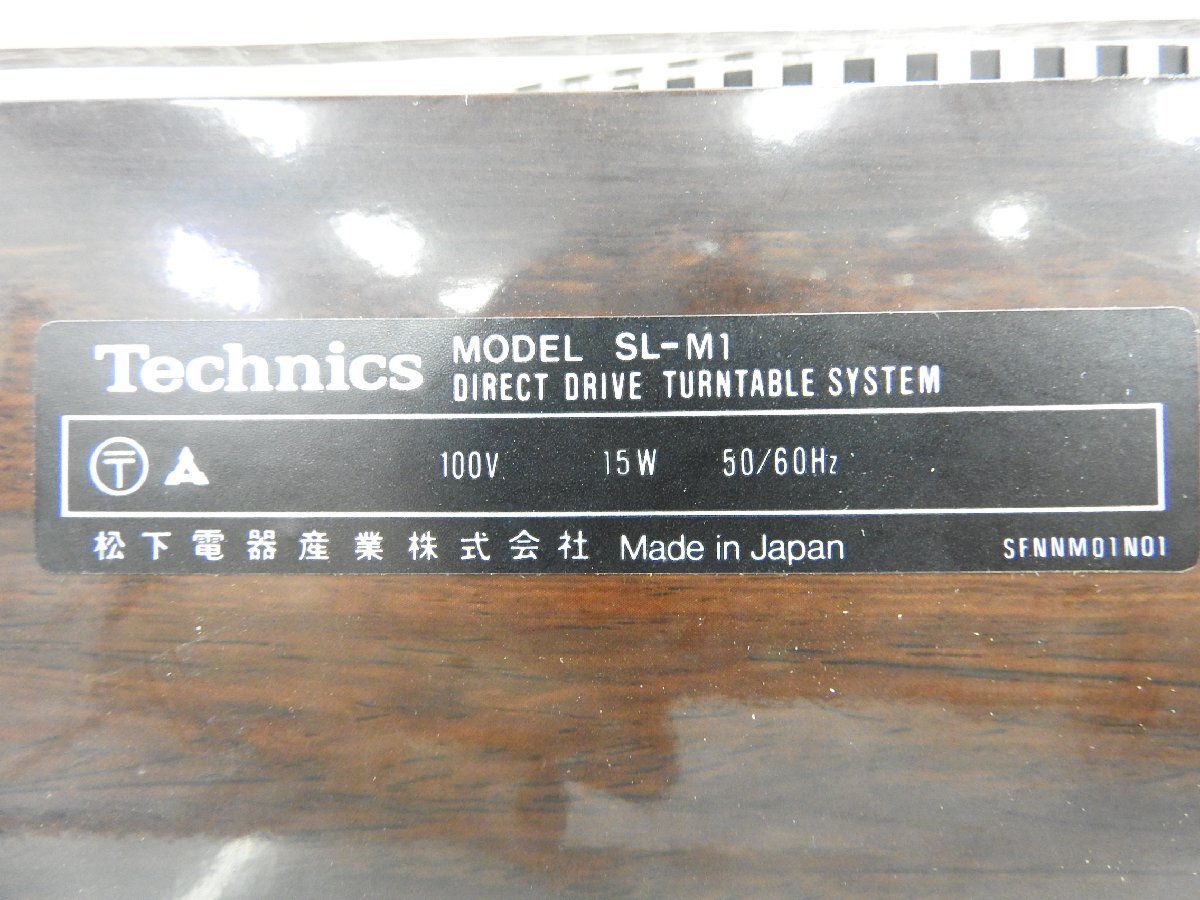 Technics MODEL SL-M1
DIRECT DRIVE TURNTABLE SYSTEM
100V 15W 50/60Hz
松下電器産業株式会社 Made in Japan SFNNM01N01